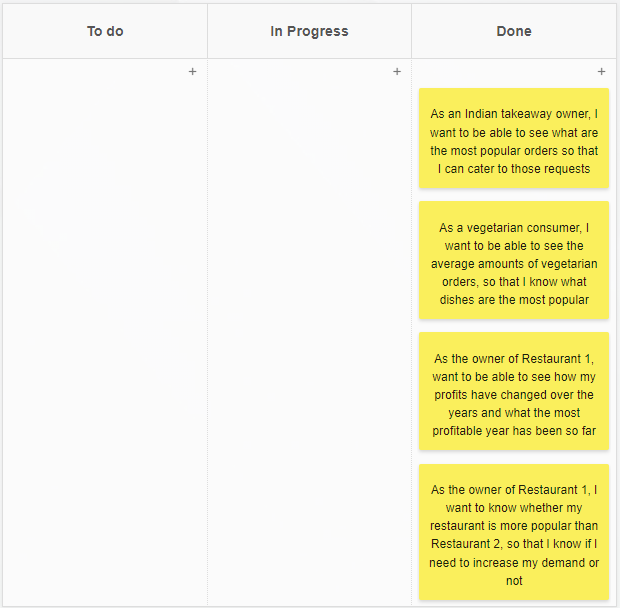 To do
In Progress
Done
+
+
+
As an Indian takeaway owner, I
want to be able to see what are
the most popular orders so that
I can cater to those requests
As a vegetarian consumer, I
want to be able to see the
average amounts of vegetarian
orders, so that I know what
dishes are the most popular
As the owner of Restaurant 1,
want to be able to see how my
profits have changed over the
years and what the most
profitable year has been so far
As the owner of Restaurant 1, I
want to know whether my
restaurant is more popular than
Restaurant 2, so that I know if I
need to increase my demand or
not